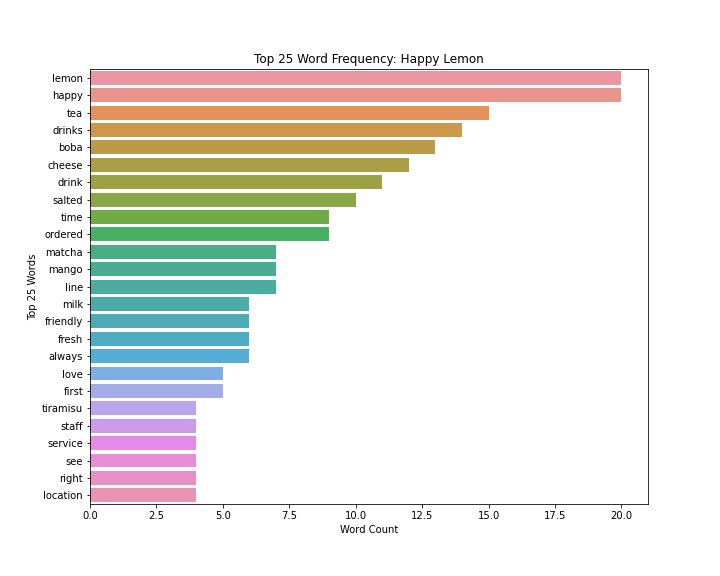 Top 25 Word Frequency: Happy Lemon
lemon
happy
tea
drinks
boba
cheese
drink
salted
time
ordered
matcha
mango
line
milk
friendly
fresh
always
love
first
tiramisu
staff
service
see
right
location
Top 25 Words
0.0 2.5 5.0 7.5 10.0 12.5 15.0 17.5 20.0
Word Count